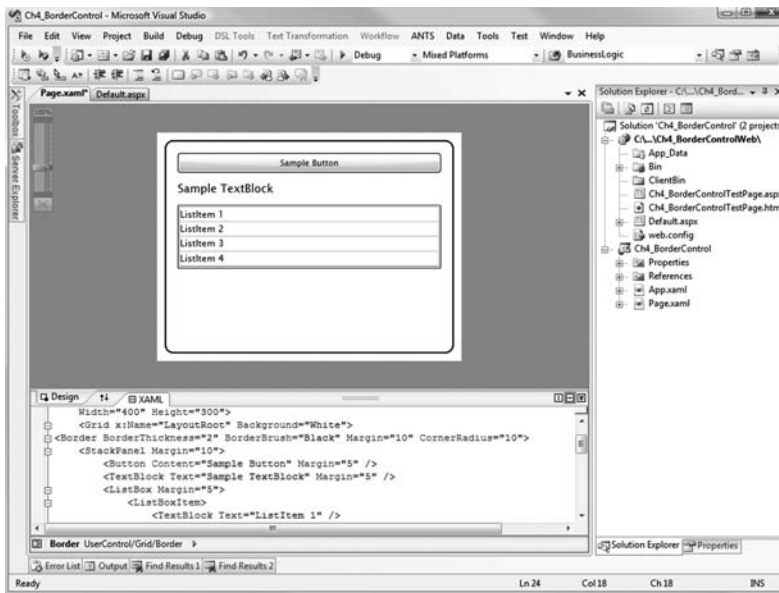 Ch4_BorderControl - Microsoft Visual Studio
File Edit View Project Build Debug DSL Tools Text Transformation Workflow ANTS Data Tools Test Window Help
Debug Mixed Platforms BusinessLogic
Page.xaml* Default.aspx
Toolbox
Server Explorer
100%
Sample Button
Sample TextBlock
ListItem 1
ListItem 2
ListItem 3
ListItem 4
Design XAML
Width="400" Height="300">
<Grid x:Name="LayoutRoot" Background="White">
<Border BorderThickness="2" BorderBrush="Black" Margin="10" CornerRadius="10">
<StackPanel Margin="10">
<Button Content="Sample Button" Margin="5" />
<TextBlock Text="Sample TextBlock" Margin="5" />
<ListBox Margin="5">
<ListBoxItem>
<TextBlock Text="ListItem 1" />
Border UserControl/Grid/Border
Solution Explorer - C:\...\Ch4_Bord...
Solution 'Ch4_BorderControl' (2 projects
C:\...\Ch4_BorderControlWeb\
App_Data
Bin
ClientBin
Ch4_BorderControlTestPage.asp
Ch4_BorderControlTestPage.htm
Default.aspx
web.config
Ch4_BorderControl
Properties
References
App.xaml
Page.xaml
Solution Explorer Properties
Error List Output Find Results 1 Find Results 2
Ready Ln 24 Col 18 Ch 18 INS